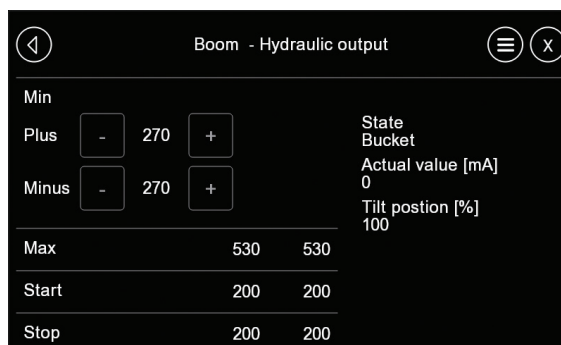 Boom - Hydraulic output
X
Min
Plus - 270 +
Minus - 270 +
Max 530 530
Start 200 200
Stop 200 200
State
Bucket
Actual value [mA]
0
Tilt postion [%]
100